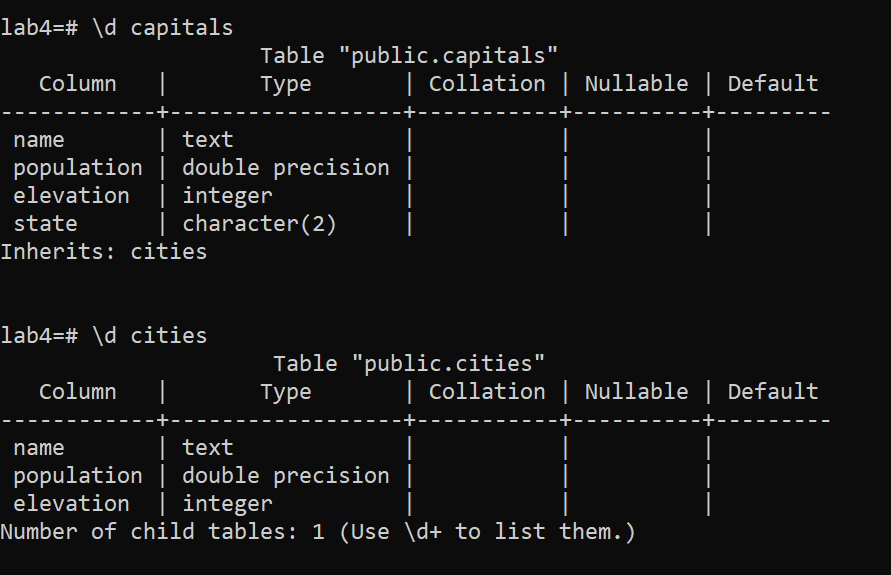 lab4=# \d capitals
                    Table "public.capitals"
   Column   |       Type       | Collation | Nullable | Default
------------+------------------+-----------+----------+---------
 name       | text             |           |          |
 population | double precision |           |          |
 elevation  | integer          |           |          |
 state      | character(2)     |           |          |
Inherits: cities
lab4=# \d cities
                     Table "public.cities"
   Column   |       Type       | Collation | Nullable | Default
------------+------------------+-----------+----------+---------
 name       | text             |           |          |
 population | double precision |           |          |
 elevation  | integer          |           |          |
Number of child tables: 1 (Use \d+ to list them.)